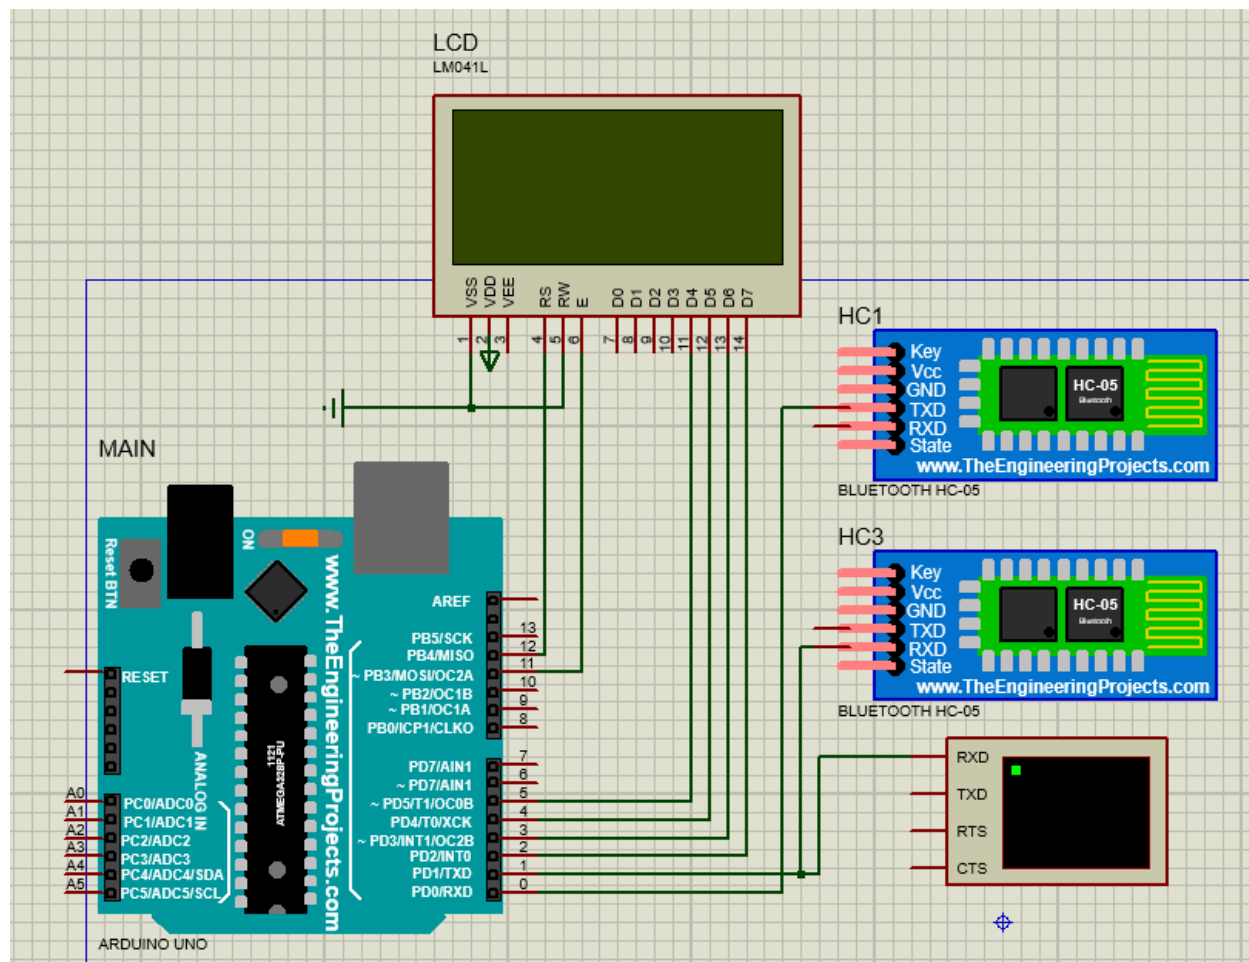 LCD
LM041L
VSS
VDD
VEE
RS
RW
E
D0
D1
D2
D3
D4
D5
D6
D7
1
2
3
4
5
6
7
8
9
10
11
12
13
14
HC1
Key
Vcc
GND
TXD
RXD
State
HC-05
Bluetooth
www.TheEngineeringProjects.com
BLUETOOTH HC-05
HC3
Key
Vcc
GND
TXD
RXD
State
HC-05
Bluetooth
www.TheEngineeringProjects.com
BLUETOOTH HC-05
RXD
TXD
RTS
CTS
MAIN
Reset BTN
ON
www.TheEngineeringProjects.com
RESET
ANALOG IN
1121
ATMEGA328P-PU
AREF
PB5/SCK 13
PB4/MISO 12
~ PB3/MOSI/OC2A 11
~ PB2/OC1B 10
~ PB1/OC1A 9
PB0/ICP1/CLKO 8
PD7/AIN1 7
~ PD7/AIN1 6
~ PD5/T1/OC0B 5
PD4/T0/XCK 4
~ PD3/INT1/OC2B 3
PD2/INT0 2
PD1/TXD 1
PD0/RXD 0
A0 PC0/ADC0
A1 PC1/ADC1
A2 PC2/ADC2
A3 PC3/ADC3
A4 PC4/ADC4/SDA
A5 PC5/ADC5/SCL
ARDUINO UNO